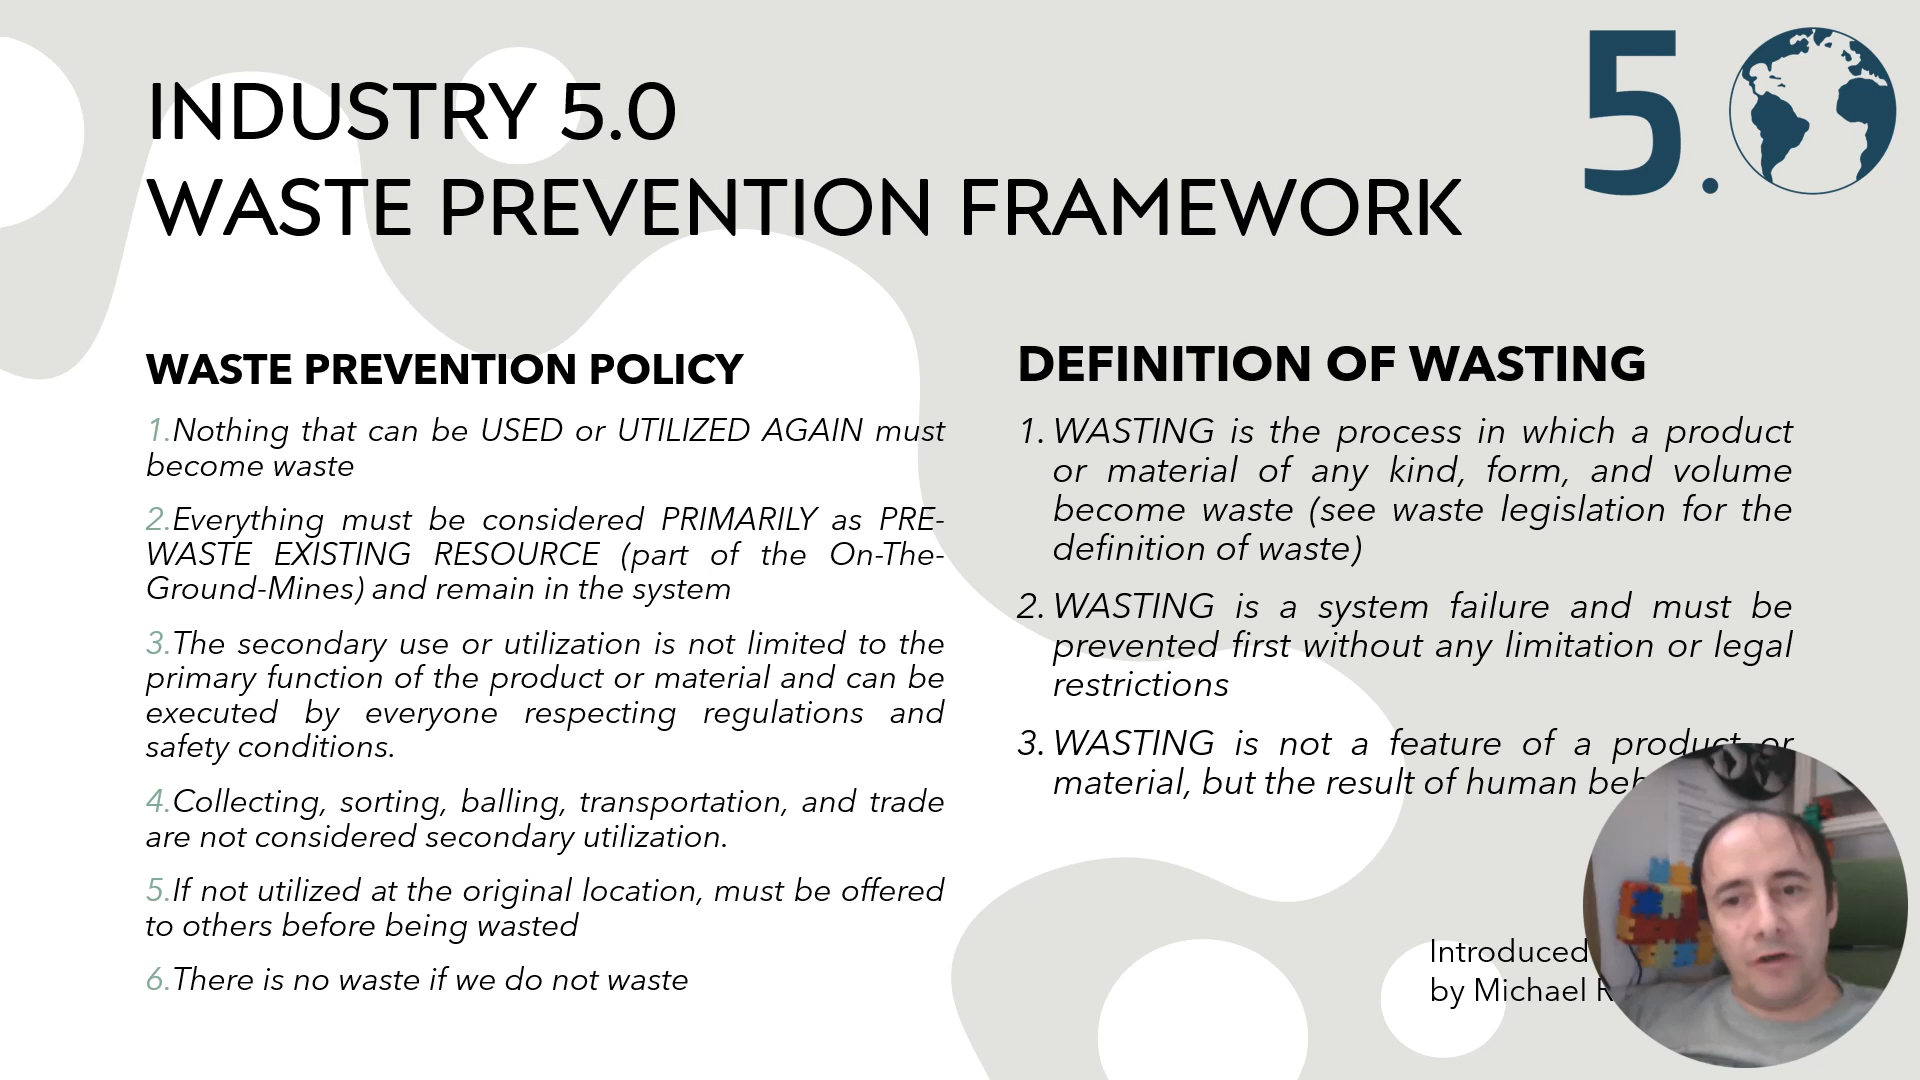 INDUSTRY 5.0
WASTE PREVENTION FRAMEWORK
5.
WASTE PREVENTION POLICY
1.Nothing that can be USED or UTILIZED AGAIN must
become waste
2.Everything must be considered PRIMARILY as PRE-
WASTE EXISTING RESOURCE (part of the On-The-
Ground-Mines) and remain in the system
3.The secondary use or utilization is not limited to the
primary function of the product or material and can be
executed by everyone respecting regulations and
safety conditions.
4.Collecting, sorting, balling, transportation, and trade
are not considered secondary utilization.
5.If not utilized at the original location, must be offered
to others before being wasted
6.There is no waste if we do not waste
DEFINITION OF WASTING
1. WASTING is the process in which a product
or material of any kind, form, and volume
become waste (see waste legislation for the
definition of waste)
2. WASTING is a system failure and must be
prevented first without any limitation or legal
restrictions
3. WASTING is not a feature of a product or
material, but the result of human
Introduced
by Michael